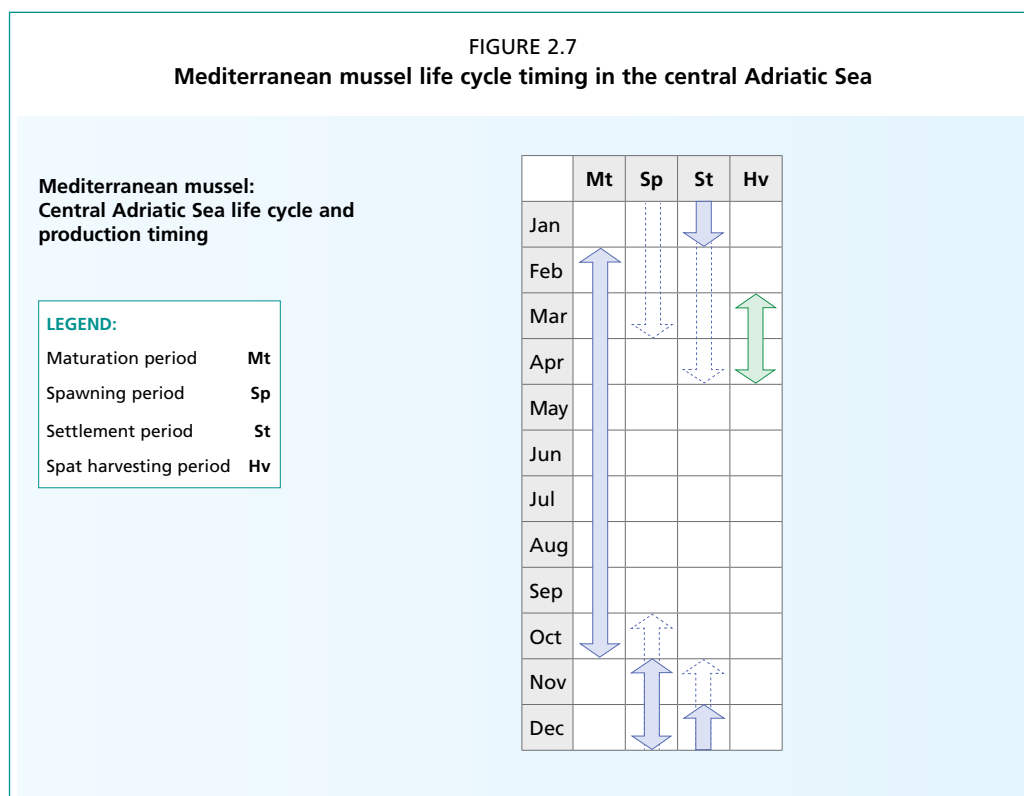 FIGURE 2.7
Mediterranean mussel life cycle timing in the central Adriatic Sea
Mediterranean mussel:
Central Adriatic Sea life cycle and
production timing
LEGEND:
Maturation period Mt
Spawning period Sp
Settlement period St
Spat harvesting period Hv
Mt Sp St Hv
Jan
Feb
Mar
Apr
May
Jun
Jul
Aug
Sep
Oct
Nov
Dec